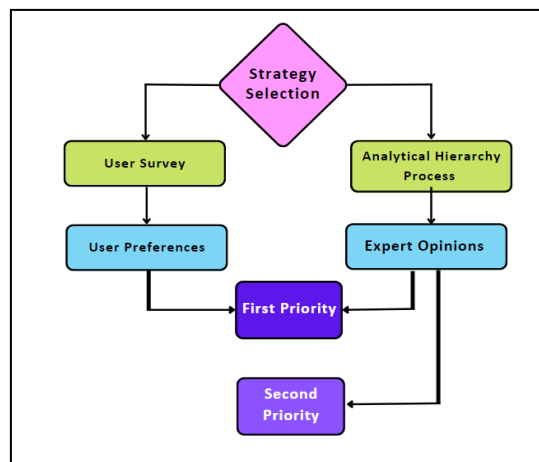 Strategy
Selection
User Survey
Analytical Hierarchy
Process
User Preferences
Expert Opinions
First Priority
Second
Priority